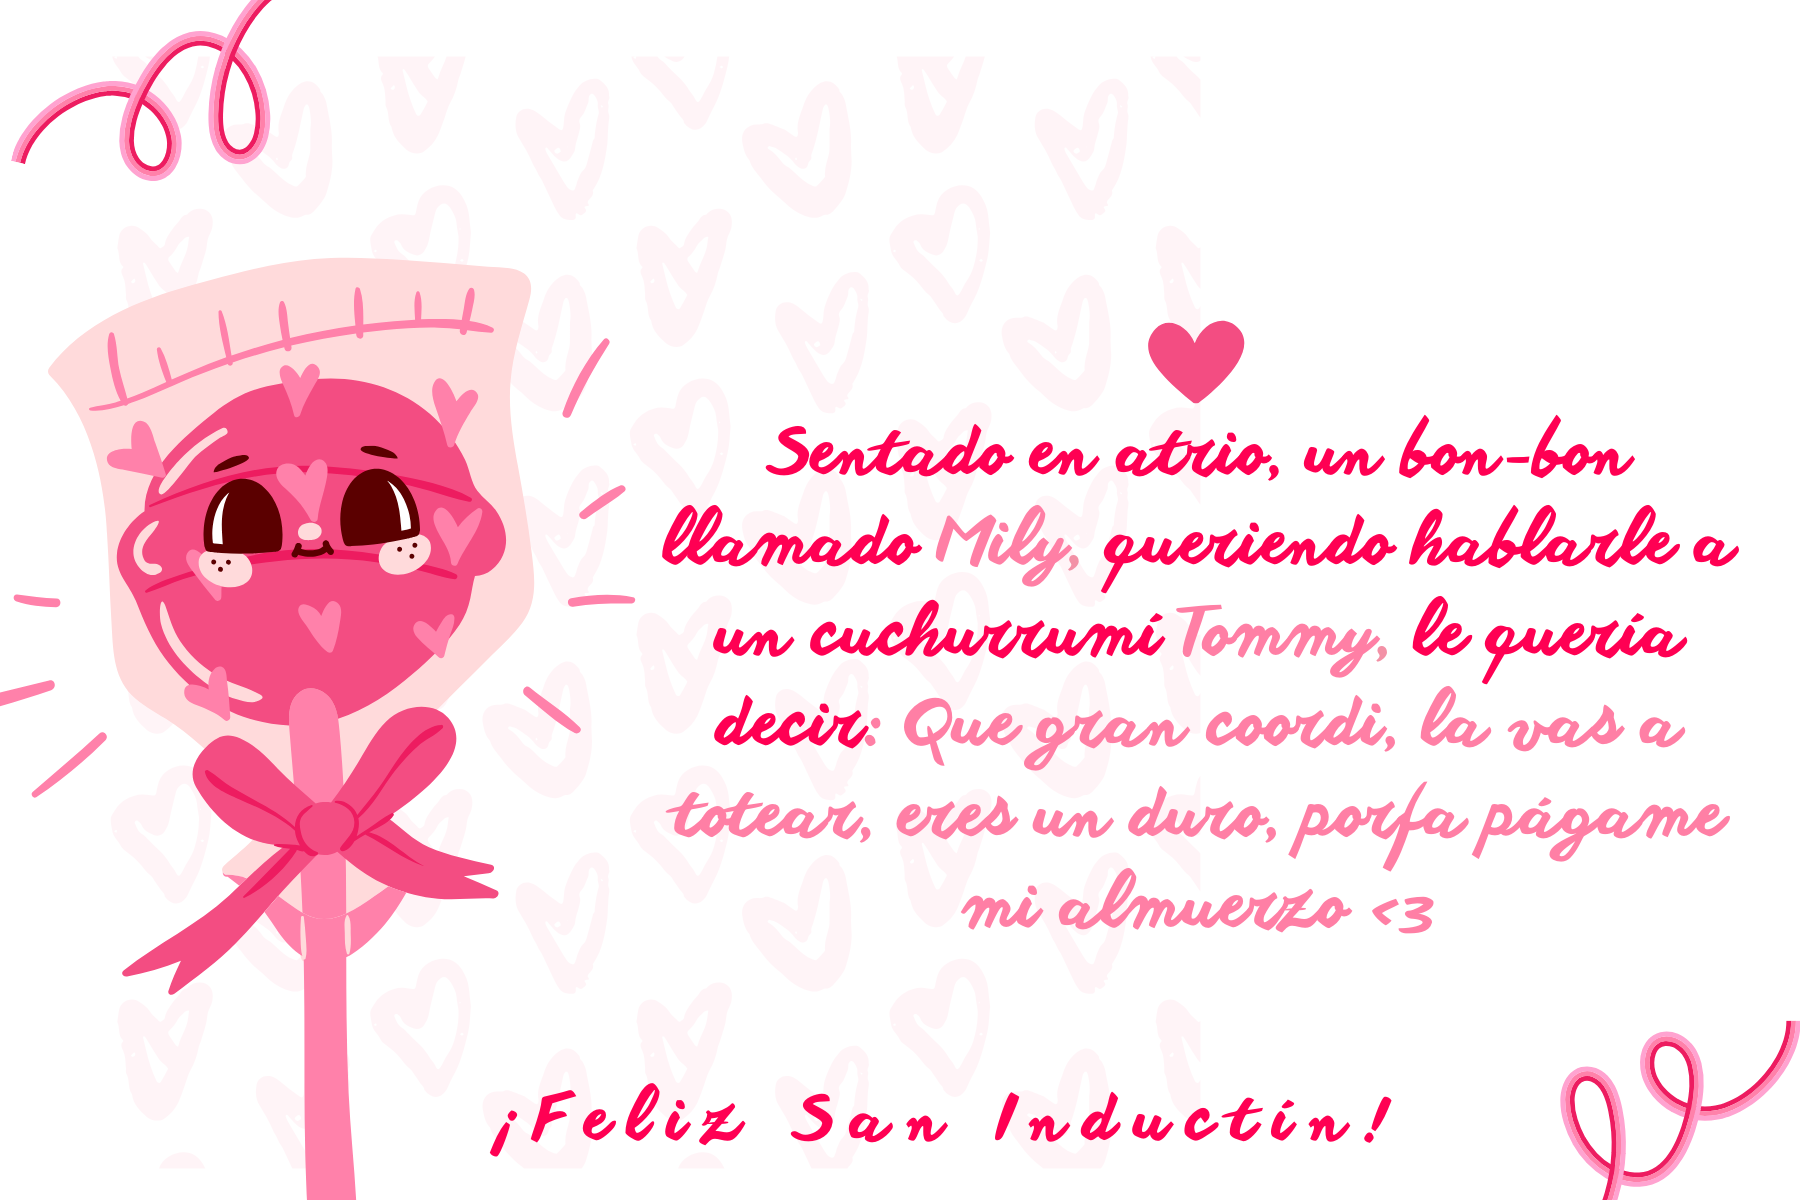 Sentado en atrio, un bon-bon
llamado Mily, queriendo hablarle a
un cuchurrumí Tommy, le quería
decir: Que gran coordi, la vas a
totear, eres un duro, porfa págame
mi almuerzo <3
¡Feliz San Inductín!